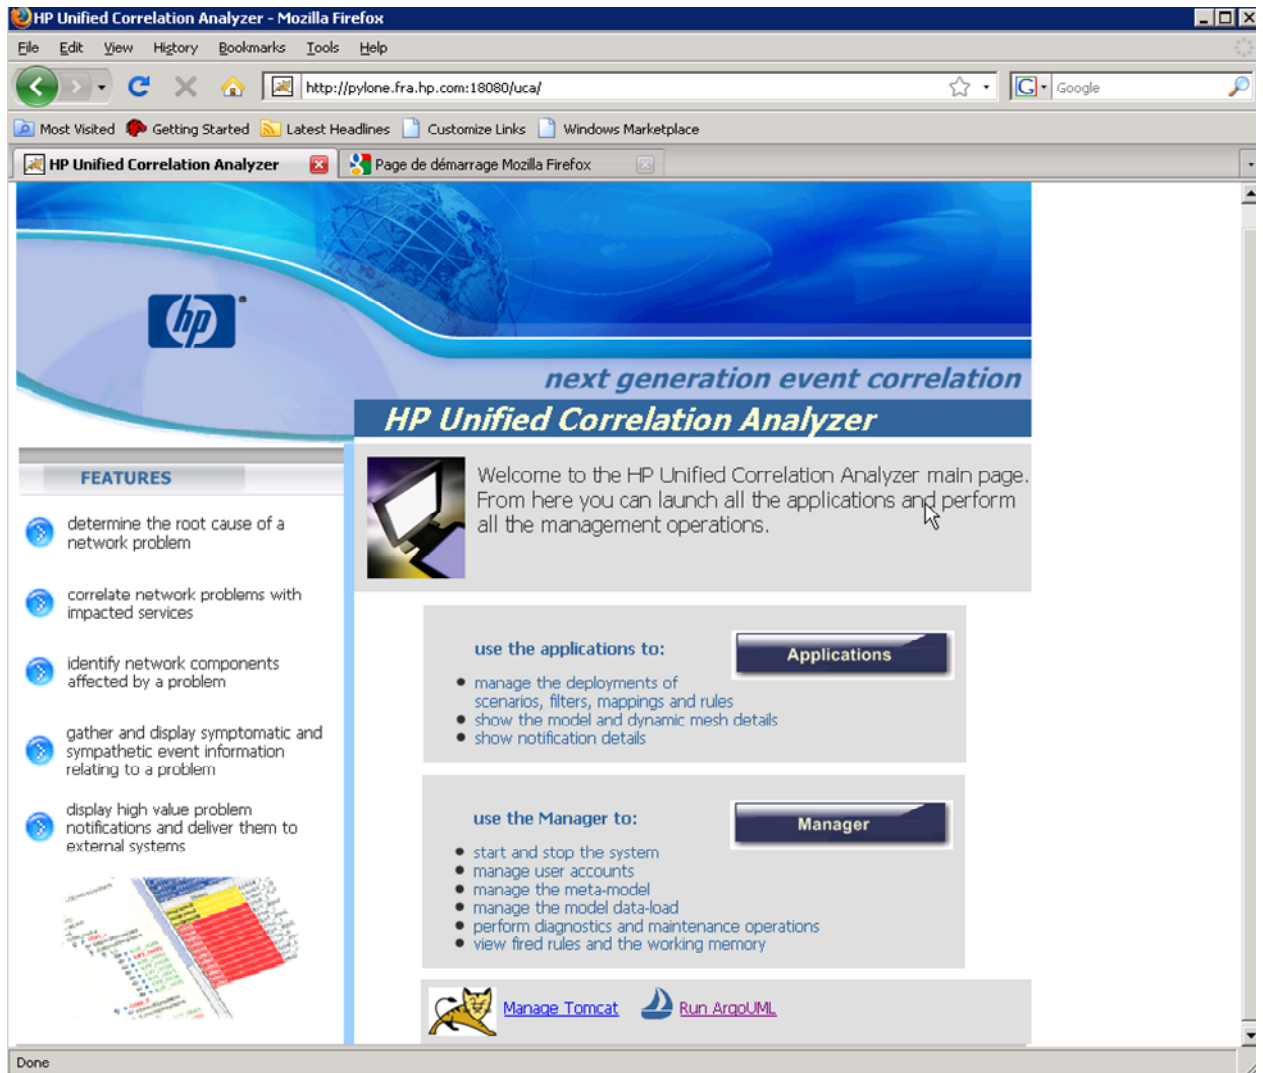 HP Unified Correlation Analyzer - Mozilla Firefox
File Edit View History Bookmarks Tools Help
http://pylone.fra.hp.com:18080/uca/
G Google
Most Visited Getting Started Latest Headlines Customize Links Windows Marketplace
HP Unified Correlation Analyzer Page de démarrage Mozilla Firefox
hp
next generation event correlation
HP Unified Correlation Analyzer
FEATURES
determine the root cause of a
network problem
correlate network problems with
impacted services
identify network components
affected by a problem
gather and display symptomatic and
sympathetic event information
relating to a problem
display high value problem
notifications and deliver them to
external systems
Welcome to the HP Unified Correlation Analyzer main page.
From here you can launch all the applications and perform
all the management operations.
use the applications to:
Applications
manage the deployments of
scenarios, filters, mappings and rules
show the model and dynamic mesh details
show notification details
use the Manager to:
Manager
start and stop the system
manage user accounts
manage the meta-model
manage the model data-load
perform diagnostics and maintenance operations
view fired rules and the working memory
Manage Tomcat Run ArgoUML
Done